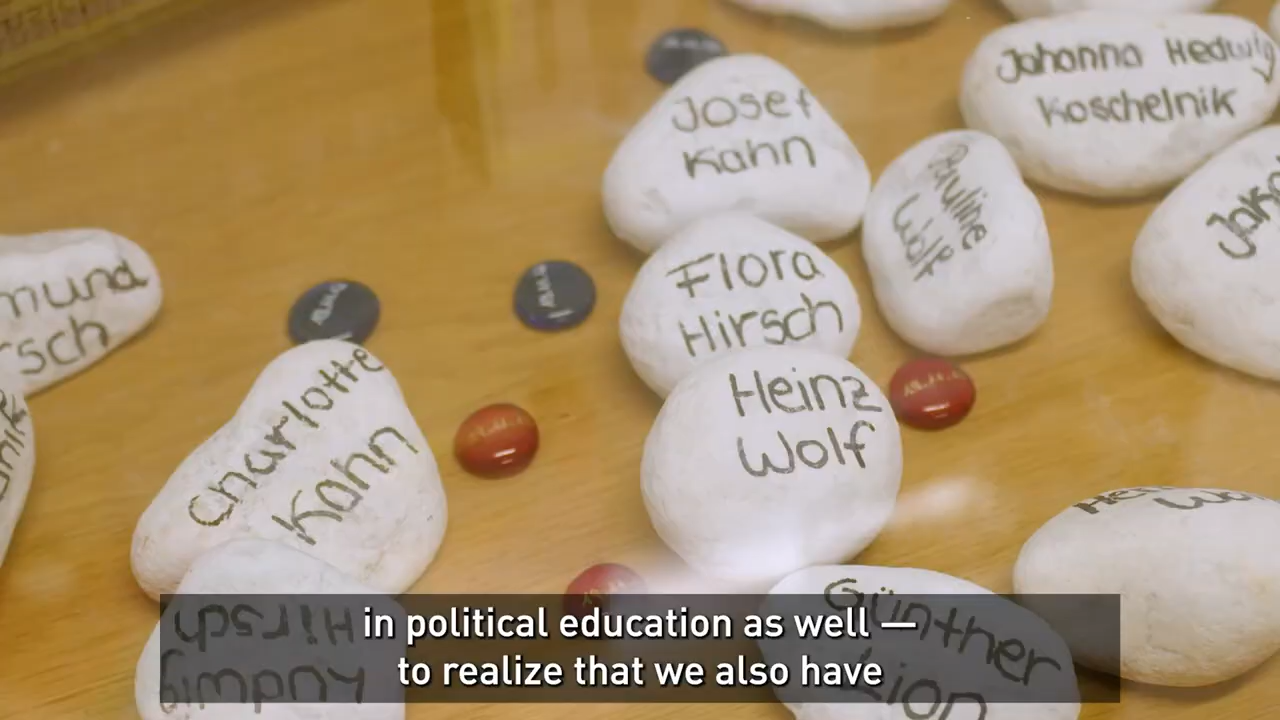 Josef
Kahn
Johanna Hedwig
Koschelnik
Pauline
Wolf
Flora
Hirsch
mund
rsch
Heinz
Wolf
Charlotte
Kahn
Günther
Lion
Hirsch
in political education as well —
to realize that we also have